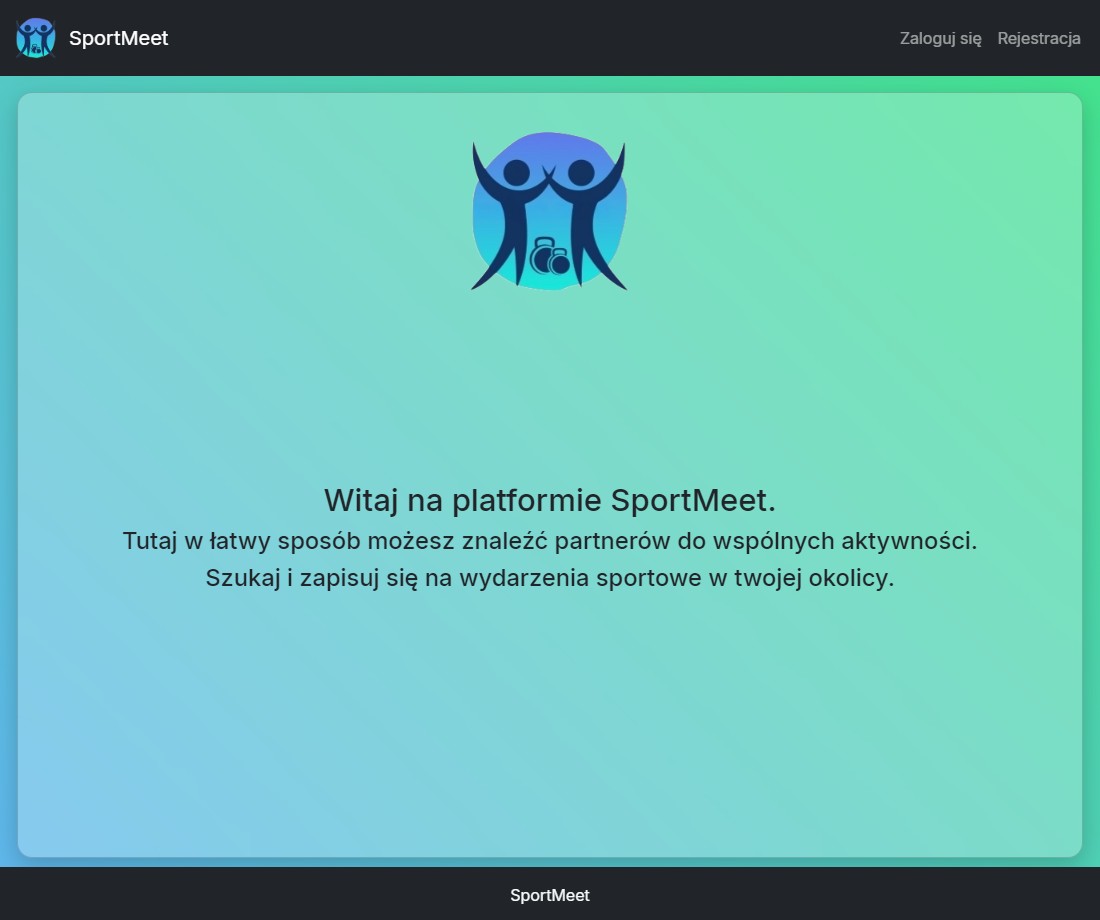 SportMeet
Zaloguj się Rejestracja
Witaj na platformie SportMeet.
Tutaj w łatwy sposób możesz znaleźć partnerów do wspólnych aktywności.
Szukaj i zapisuj się na wydarzenia sportowe w twojej okolicy.
SportMeet